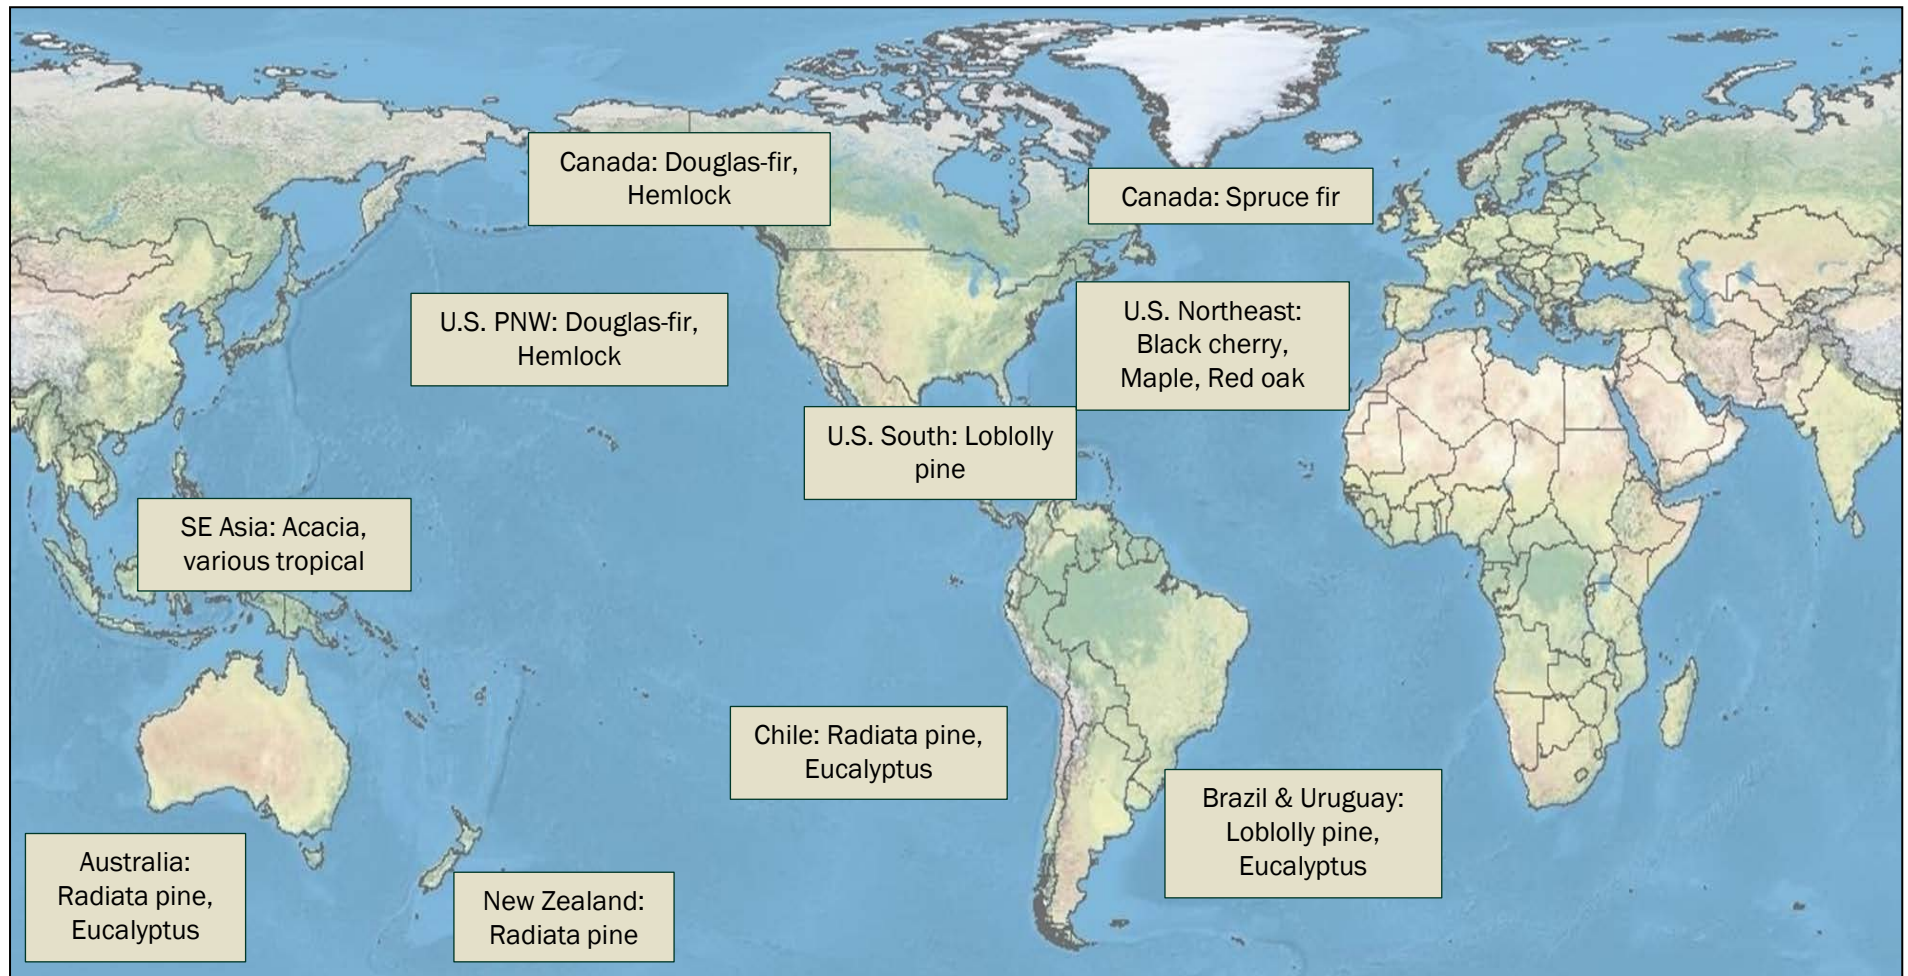 Canada: Douglas-fir,
Hemlock
Canada: Spruce fir
U.S. PNW: Douglas-fir,
Hemlock
U.S. Northeast:
Black cherry,
Maple, Red oak
U.S. South: Loblolly
pine
SE Asia: Acacia,
various tropical
Chile: Radiata pine,
Eucalyptus
Brazil & Uruguay:
Loblolly pine,
Eucalyptus
Australia:
Radiata pine,
Eucalyptus
New Zealand:
Radiata pine